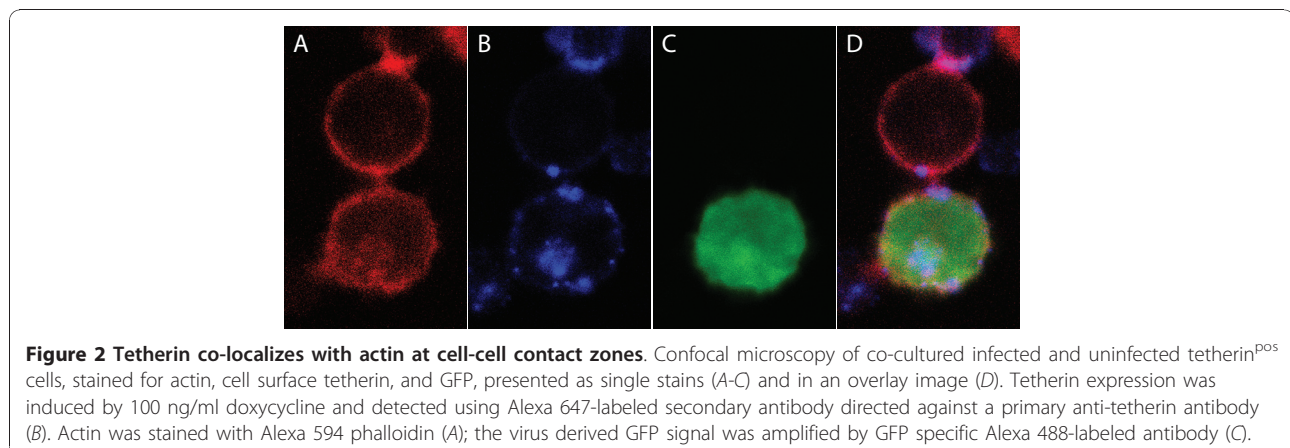 A B C D
Figure 2 Tetherin co-localizes with actin at cell-cell contact zones. Confocal microscopy of co-cultured infected and uninfected tetherin^pos
cells, stained for actin, cell surface tetherin, and GFP, presented as single stains (A-C) and in an overlay image (D). Tetherin expression was
induced by 100 ng/ml doxycycline and detected using Alexa 647-labeled secondary antibody directed against a primary anti-tetherin antibody
(B). Actin was stained with Alexa 594 phalloidin (A); the virus derived GFP signal was amplified by GFP specific Alexa 488-labeled antibody (C).